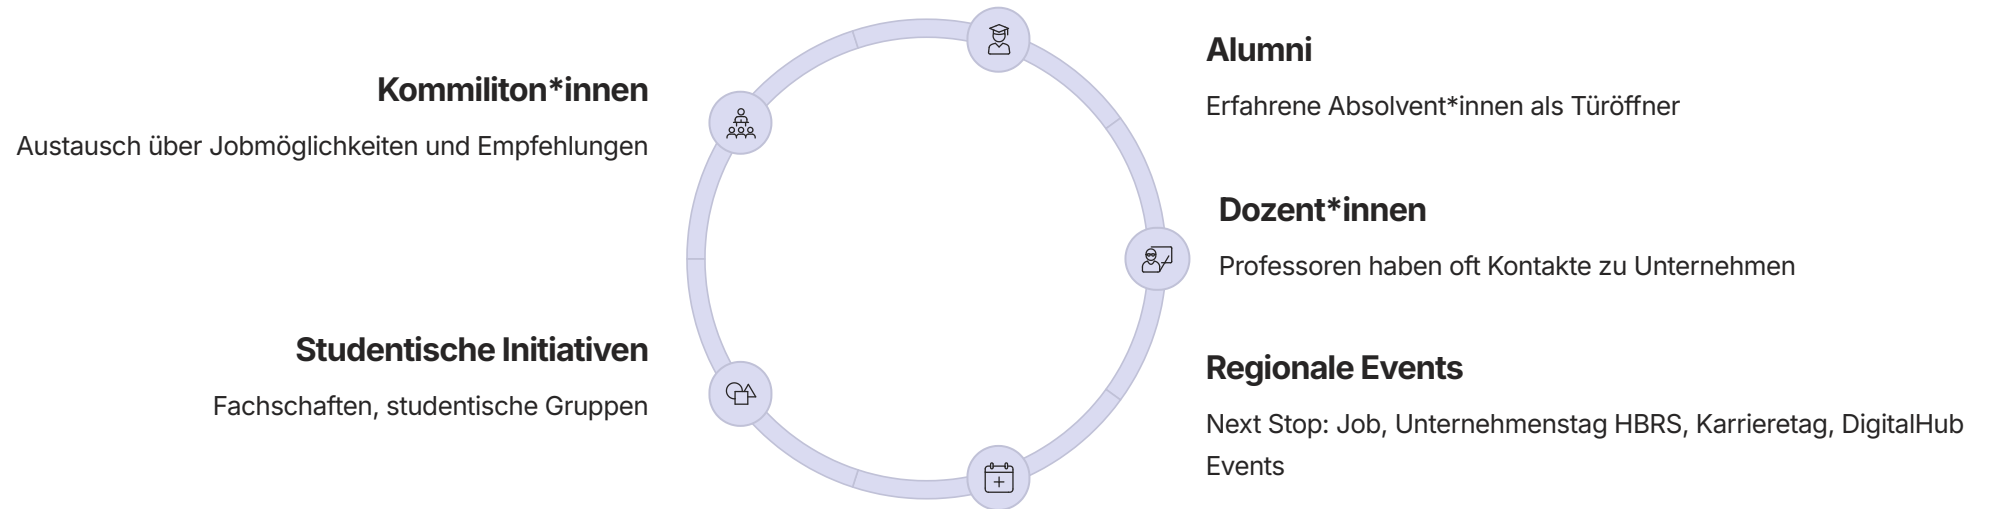 Kommiliton*innen
Austausch über Jobmöglichkeiten und Empfehlungen
Studentische Initiativen
Fachschaften, studentische Gruppen
Alumni
Erfahrene Absolvent*innen als Türöffner
Dozent*innen
Professoren haben oft Kontakte zu Unternehmen
Regionale Events
Next Stop: Job, Unternehmenstag HBRS, Karrieretag, DigitalHub
Events